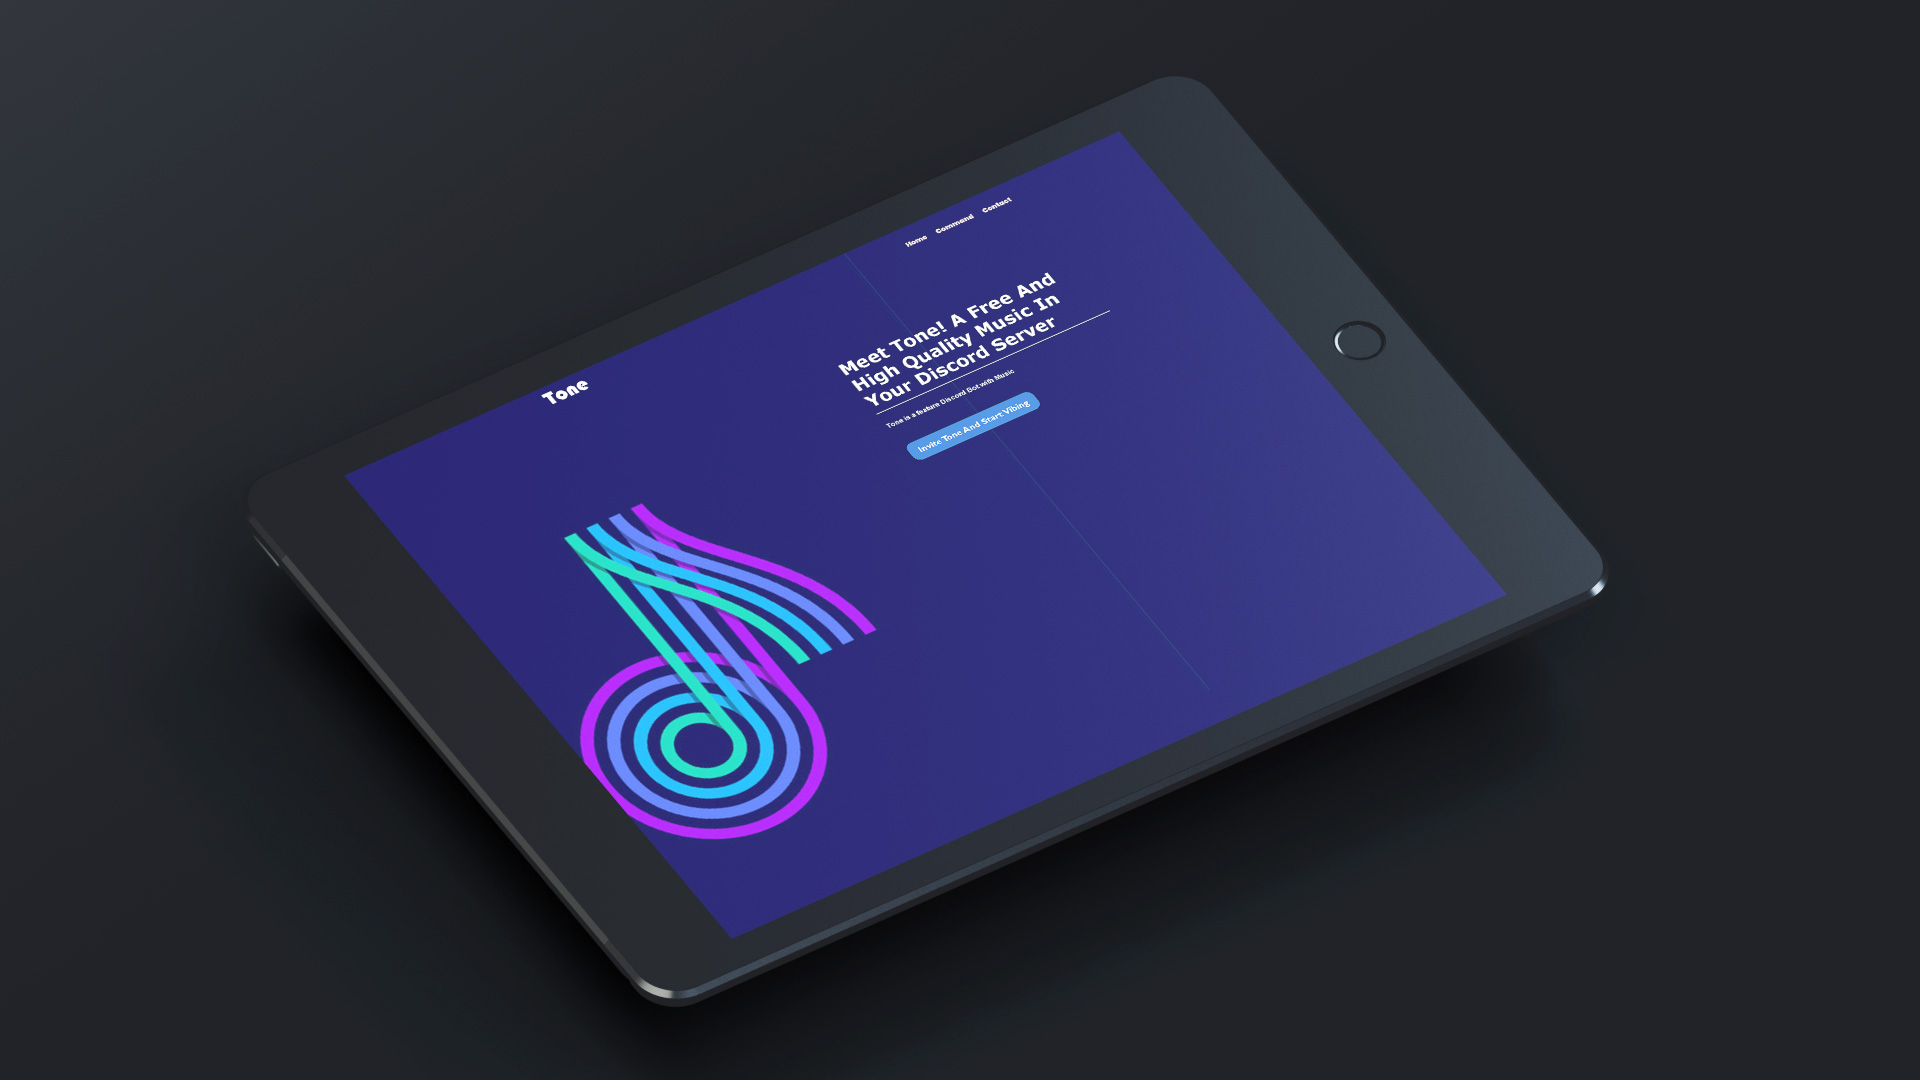 Tone
Home Command Contact
Meet Tone! A Free And
High Quality Music In
Your Discord Server
Tone is a feature Discord Bot with Music
Invite Tone And Start Vibing